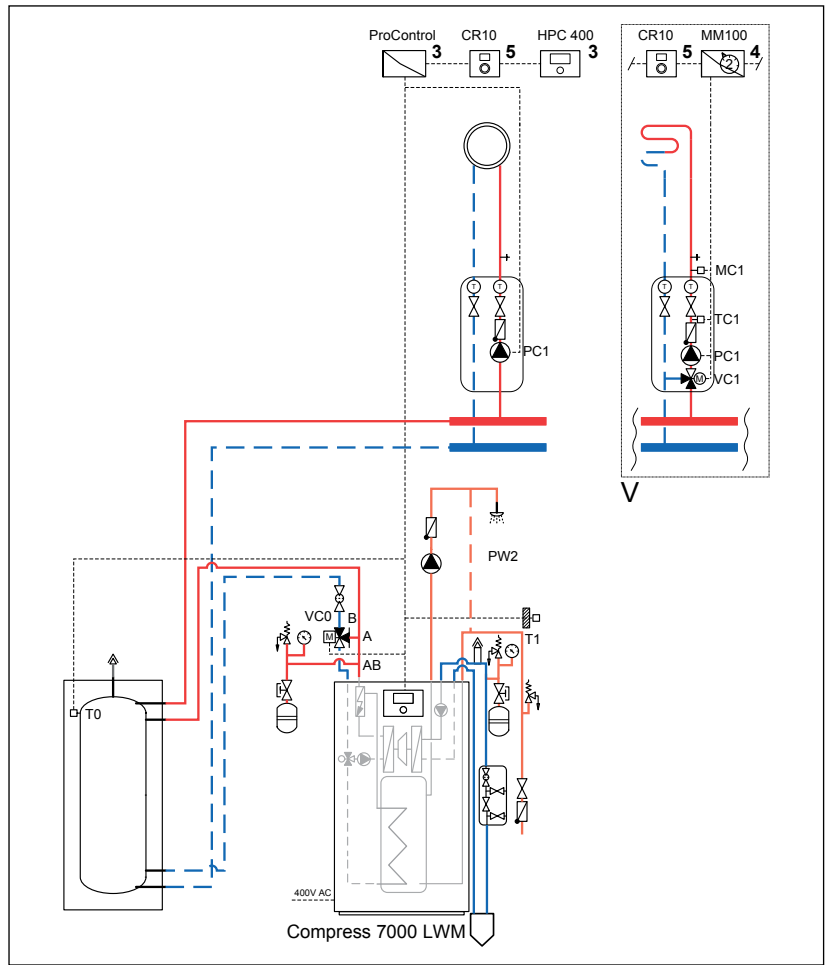 ProControl 3
CR10 5
HPC 400 3
CR10 5
MM100 4
2
MC1
T T
T T
TC1
PC1
PC1
M
VC1
V
PW2
VC0
B
M
A
T1
AB
T0
400V AC
Compress 7000 LWM